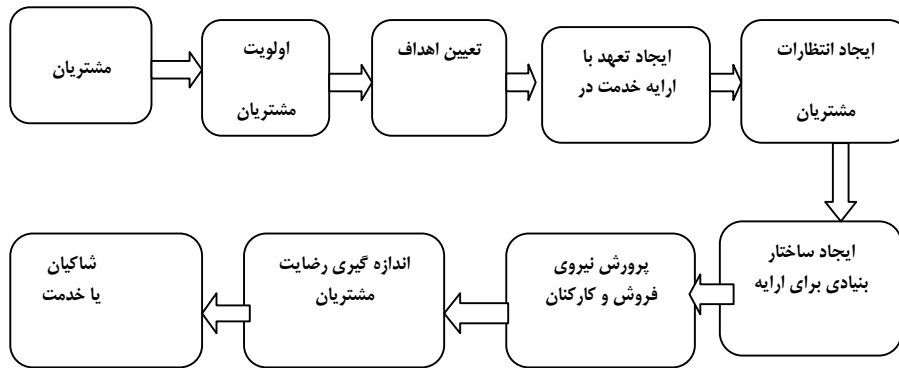 مشتریان
اولویت
مشتریان
تعیین اهداف
ایجاد تعهد با
ارایه خدمت در
ایجاد انتظارات
مشتریان
ایجاد ساختار
بنیادی برای ارایه
پرورش نیروی
فروش و کارکنان
اندازه گیری رضایت
مشتریان
شاکیان
یا خدمت